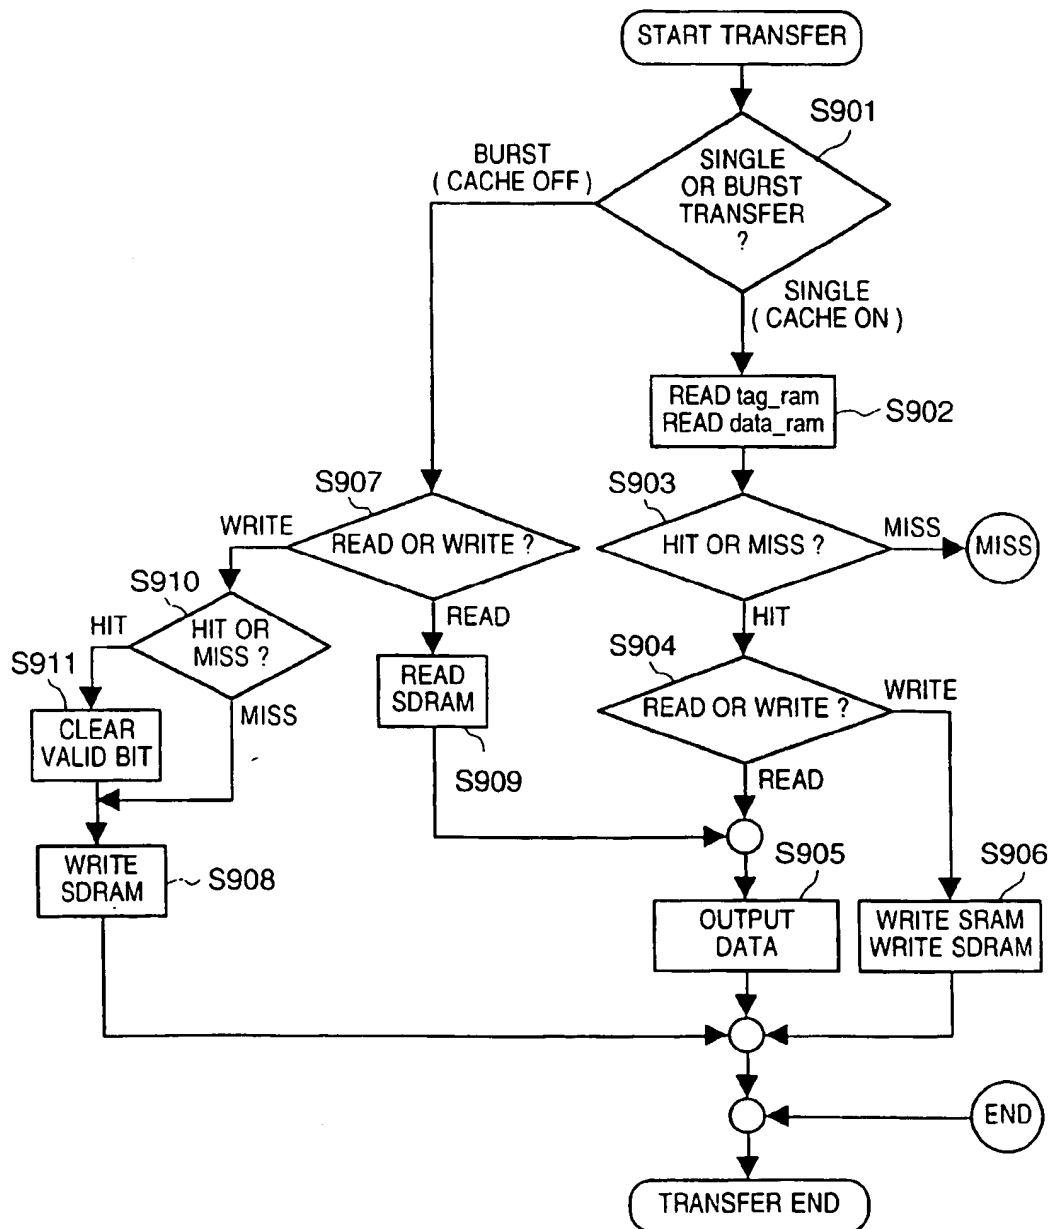 START TRANSFER
S901
BURST
( CACHE OFF )
SINGLE
OR BURST
TRANSFER
?
SINGLE
( CACHE ON )
READ tag_ram
READ data_ram
S902
S907
S903
WRITE
READ OR WRITE ?
HIT OR MISS ?
MISS
MISS
S910
HIT
HIT OR
MISS ?
READ
HIT
S911
S904
CLEAR
VALID BIT
MISS
READ
SDRAM
READ OR WRITE ?
WRITE
S909
READ
WRITE
SDRAM
S908
S905
S906
OUTPUT
DATA
WRITE SRAM
WRITE SDRAM
END
TRANSFER END